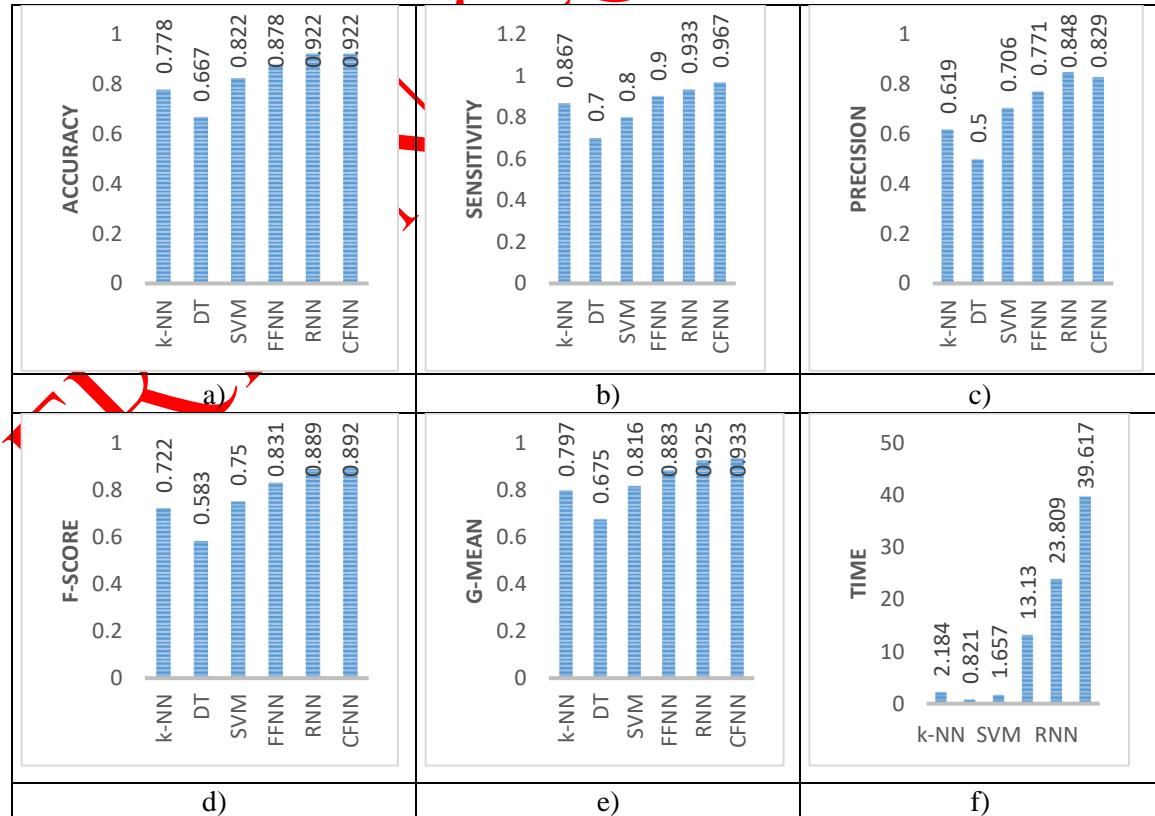 ACCURACY
1
0.8
0.6
0.4
0.2
0
0.778
0.667
0.822
0.878
0.922
0.922
k-NN
DT
SVM
FFNN
RNN
CFNN
a)
SENSITIVITY
1.2
1
0.8
0.6
0.4
0.2
0
0.867
0.7
0.8
0.9
0.933
0.967
k-NN
DT
SVM
FFNN
RNN
CFNN
b)
PRECISION
1
0.8
0.6
0.4
0.2
0
0.619
0.5
0.706
0.771
0.848
0.829
k-NN
DT
SVM
FFNN
RNN
CFNN
c)
F-SCORE
1
0.8
0.6
0.4
0.2
0
0.722
0.583
0.75
0.831
0.889
0.892
k-NN
DT
SVM
FFNN
RNN
CFNN
d)
G-MEAN
1
0.8
0.6
0.4
0.2
0
0.797
0.675
0.816
0.883
0.925
0.933
k-NN
DT
SVM
FFNN
RNN
CFNN
e)
TIME
50
40
30
20
10
0
2.184
0.821
1.657
13.13
23.809
39.617
k-NN SVM RNN
f)